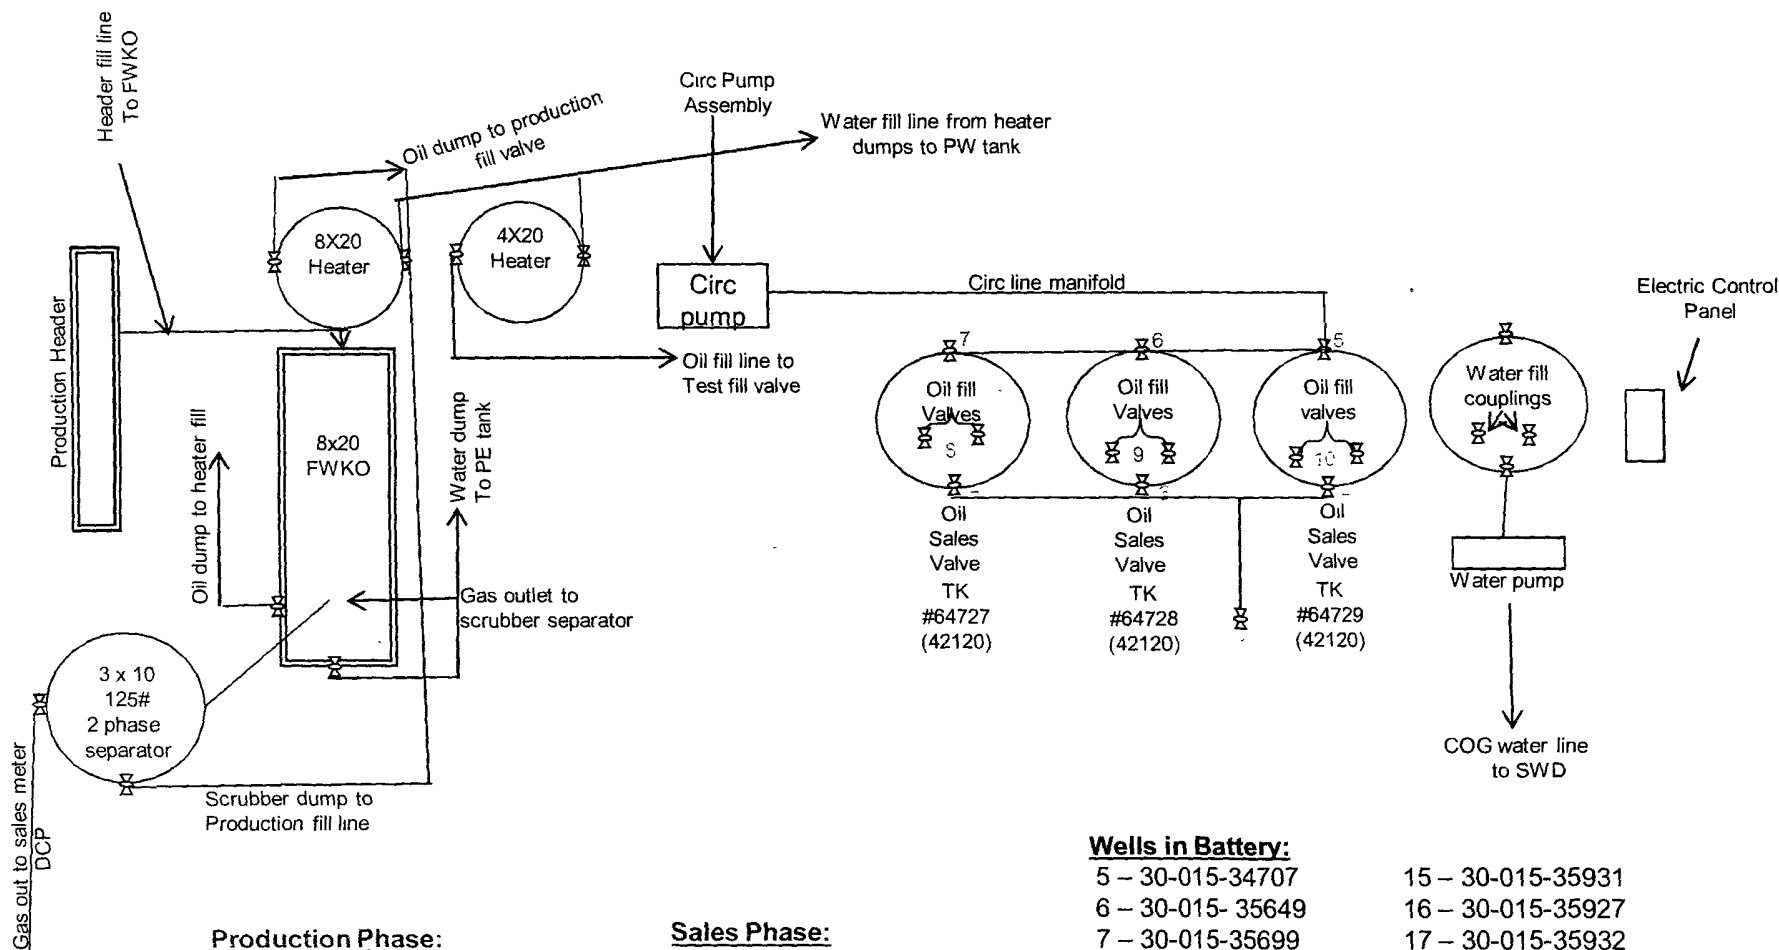 Header fill line
To FWKO
Oil dump to production
fill valve
Circ Pump
Assembly
Water fill line from heater
dumps to PW tank
8X20
Heater
4X20
Heater
Production Header
Circ
pump
Circ line manifold
Electric Control
Panel
Oil fill line to
Test fill valve
7
6
5
Oil fill
Valves
Oil fill
Valves
9
Oil fill
valves
10
Water fill
couplings
8x20
FWKO
Oil dump to heater fill
Water dump
To PE tank
Gas outlet to
scrubber separator
Oil
Sales
Valve
TK
#64727
(42120)
Oil
Sales
Valve
TK
#64728
(42120)
Oil
Sales
Valve
TK
#64729
(42120)
Water pump
COG water line
to SWD
3 x 10
125#
2 phase
separator
Gas out to sales meter
DCP
Scrubber dump to
Production fill line
Wells in Battery:
5 – 30-015-34707
6 – 30-015- 35649
7 – 30-015-35699
15 – 30-015-35931
16 – 30-015-35927
17 – 30-015-35932
Production Phase:
Sales Phase: